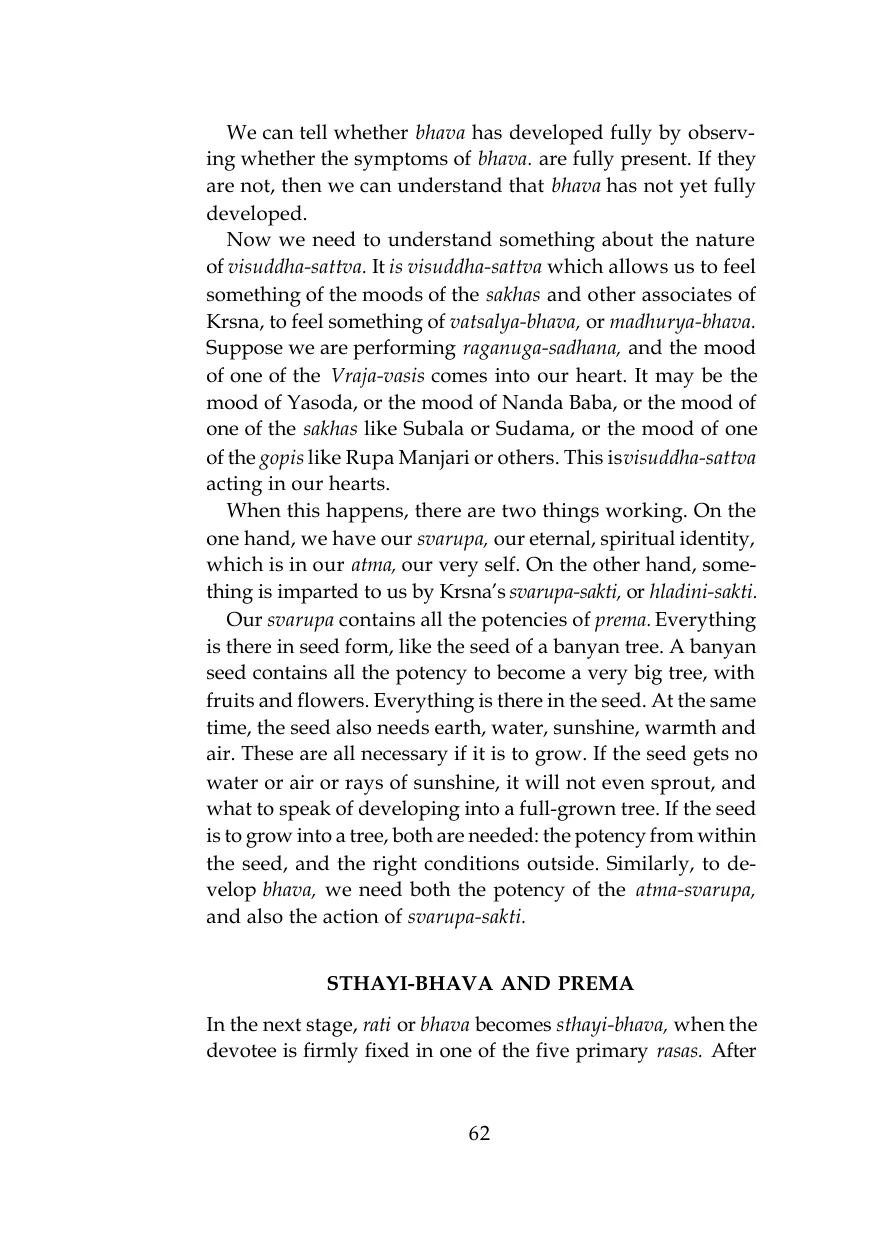 We can tell whether bhava has developed fully by observ-
ing whether the symptoms of bhava. are fully present. If they
are not, then we can understand that bhava has not yet fully
developed.
Now we need to understand something about the nature
of visuddha-sattva. It is visuddha-sattva which allows us to feel
something of the moods of the sakhas and other associates of
Krsna, to feel something of vatsalya-bhava, or madhurya-bhava.
Suppose we are performing raganuga-sadhana, and the mood
of one of the Vraja-vasis comes into our heart. It may be the
mood of Yasoda, or the mood of Nanda Baba, or the mood of
one of the sakhas like Subala or Sudama, or the mood of one
of the gopis like Rupa Manjari or others. This is visuddha-sattva
acting in our hearts.
When this happens, there are two things working. On the
one hand, we have our svarupa, our eternal, spiritual identity,
which is in our atma, our very self. On the other hand, some-
thing is imparted to us by Krsna’s svarupa-sakti, or hladini-sakti.
Our svarupa contains all the potencies of prema. Everything
is there in seed form, like the seed of a banyan tree. A banyan
seed contains all the potency to become a very big tree, with
fruits and flowers. Everything is there in the seed. At the same
time, the seed also needs earth, water, sunshine, warmth and
air. These are all necessary if it is to grow. If the seed gets no
water or air or rays of sunshine, it will not even sprout, and
what to speak of developing into a full-grown tree. If the seed
is to grow into a tree, both are needed: the potency from within
the seed, and the right conditions outside. Similarly, to de-
velop bhava, we need both the potency of the atma-svarupa,
and also the action of svarupa-sakti.
STHAYI-BHAVA AND PREMA
In the next stage, rati or bhava becomes sthayi-bhava, when the
devotee is firmly fixed in one of the five primary rasas. After
62